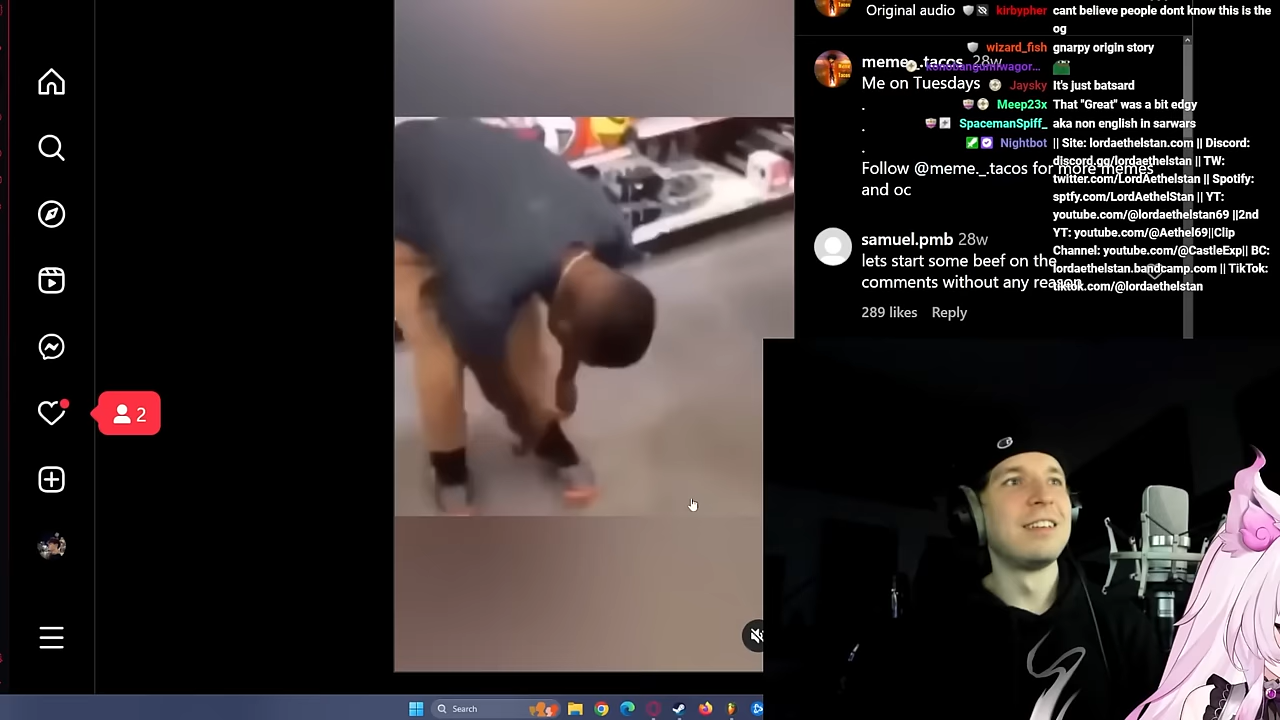 Original audio
meme._.tacos 28w
Me on Tuesdays
.
.
.
Follow @meme._.tacos for more memes
and oc
samuel.pmb 28w
lets start some beef on the
comments without any reason
289 likes Reply
kirbypher cant believe people dont know this is the
og
wizard_fish gnarpy origin story
Jaysky It's just batsard
Meep23x That "Great" was a bit edgy
SpacemanSpiff_ aka non english in sarwars
Nightbot || Site: lordaethelstan.com || Discord:
discord.gg/lordaethelstan || TW:
twitter.com/LordAethelstan || Spotify:
sptfy.com/LordAethelStan || YT:
youtube.com/@lordaethelstan69 ||2nd
YT: youtube.com/@Aethel69||Clip
Channel: youtube.com/@CastleExp|| BC:
lordaethelstan.bandcamp.com || TikTok:
tiktok.com/@lordaethelstan
2
Search